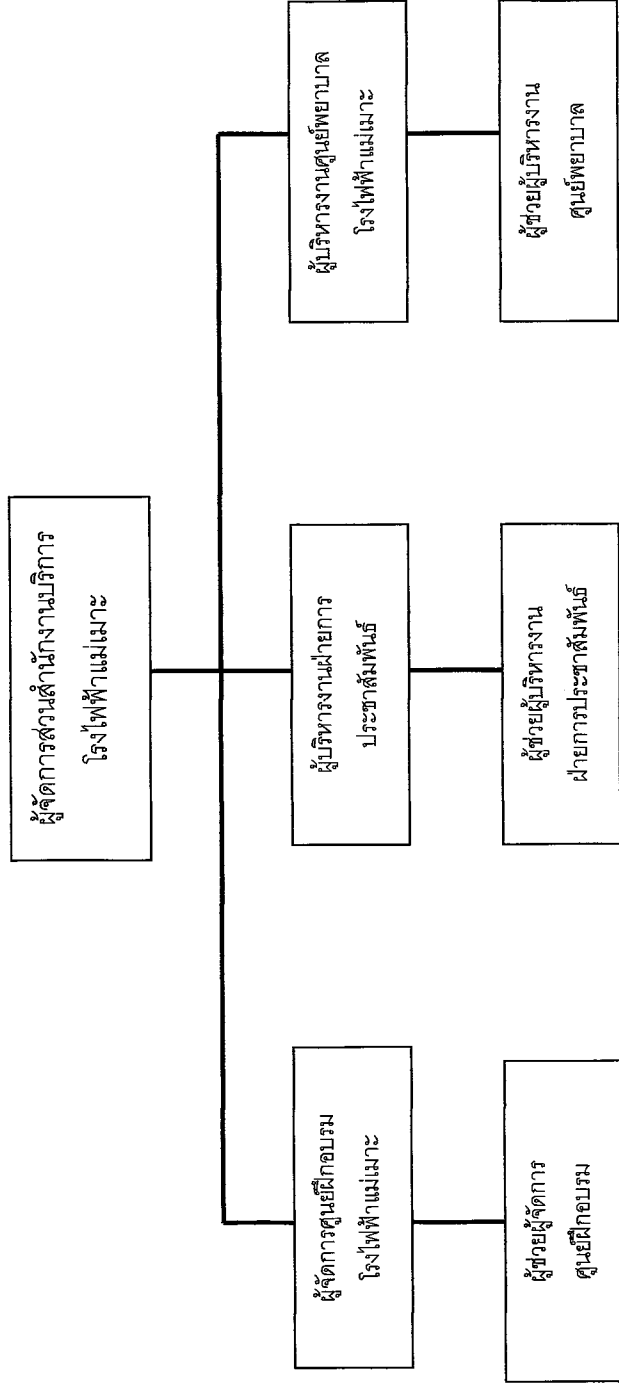 ผู้จัดการส่วนสำนักงานบริการ
โรงไฟฟ้าแม่เมาะ
ผู้จัดการศูนย์ฝึกอบรม
โรงไฟฟ้าแม่เมาะ
ผู้บริหารงานฝ่ายการ
ประชาสัมพันธ์
ผู้บริหารงานศูนย์พยาบาล
โรงไฟฟ้าแม่เมาะ
ผู้ช่วยผู้จัดการ
ศูนย์ฝึกอบรม
ผู้ช่วยผู้บริหารงาน
ฝ่ายการประชาสัมพันธ์
ผู้ช่วยผู้บริหารงาน
ศูนย์พยาบาล